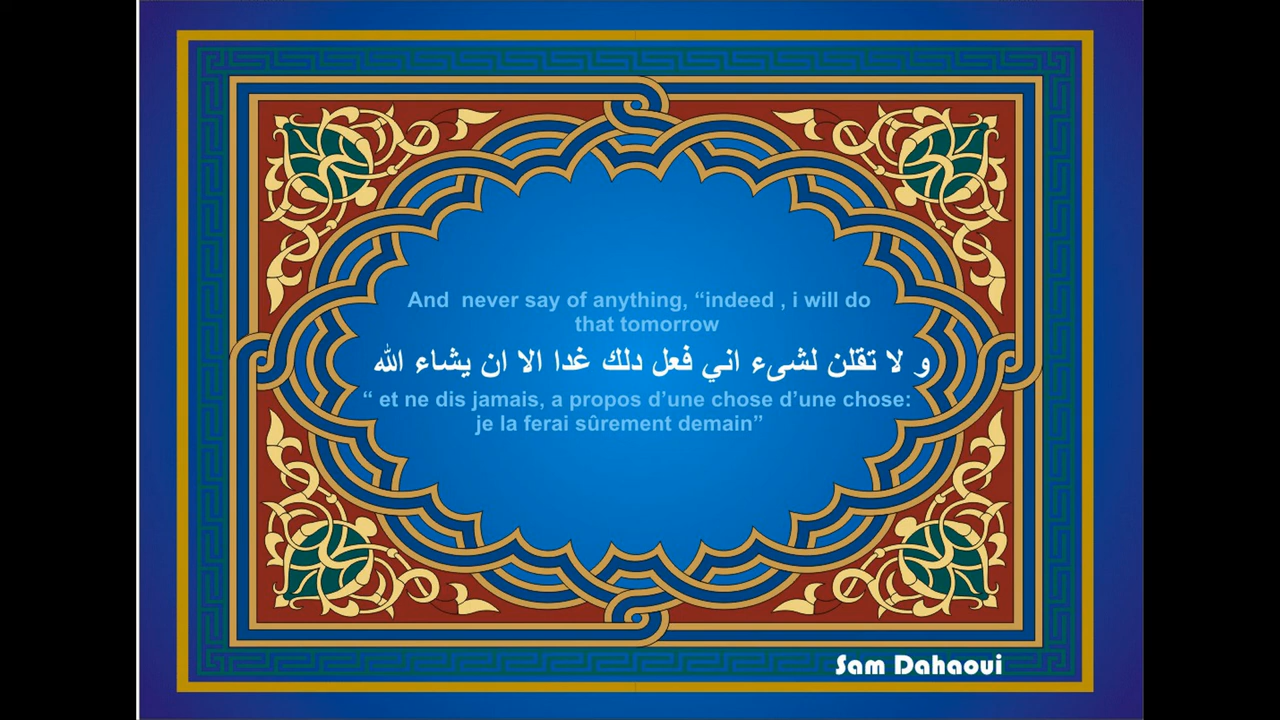 And never say of anything, “indeed , i will do
that tomorrow
و لا تقلن لشىء اني فعل دلك غدا الا ان يشاء الله
“ et ne dis jamais, a propos d’une chose d’une chose:
je la ferai sûrement demain”
Sam Dahaoui